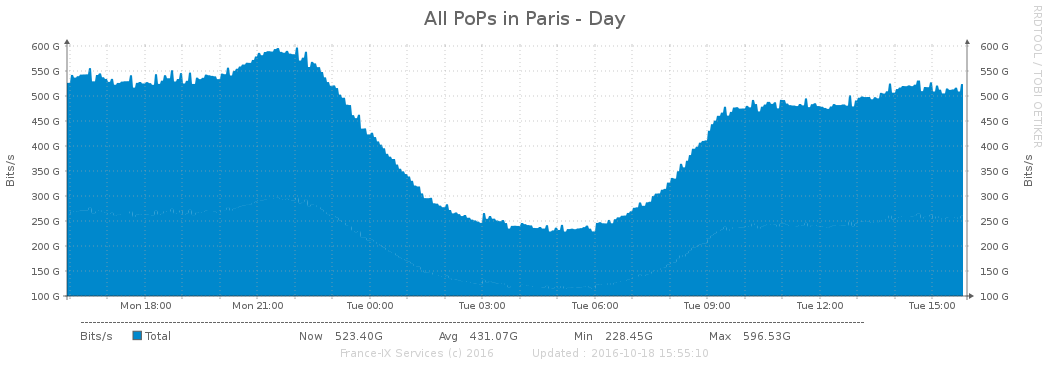 All PoPs in Paris - Day
RRDTOOL / TOBI OETIKER
Bits/s
600 G 600 G
550 G 550 G
500 G 500 G
450 G 450 G
400 G 400 G
350 G 350 G
300 G 300 G
250 G 250 G
200 G 200 G
150 G 150 G
100 G 100 G
Bits/s
Mon 18:00 Mon 21:00 Tue 00:00 Tue 03:00 Tue 06:00 Tue 09:00 Tue 12:00 Tue 15:00
Bits/s Total Now 523.40G Avg 431.07G Min 228.45G Max 596.53G
France-IX Services (c) 2016 Updated : 2016-10-18 15:55:10